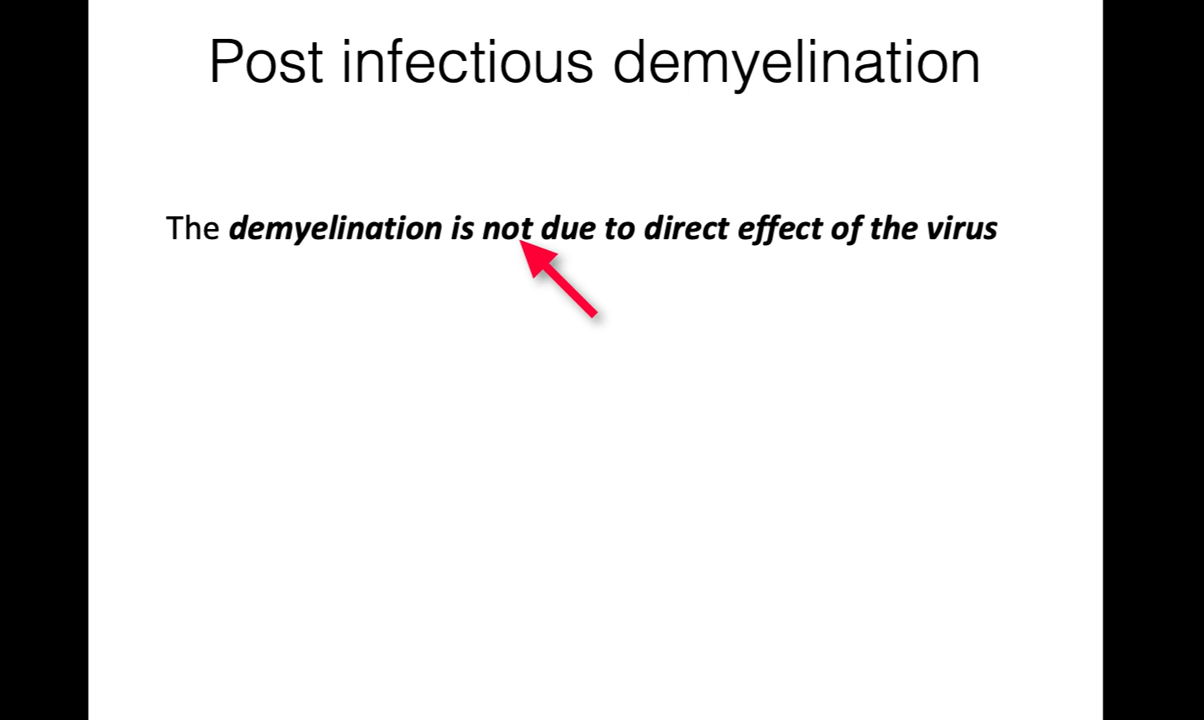 Post infectious demyelination
The demyelination is not due to direct effect of the virus